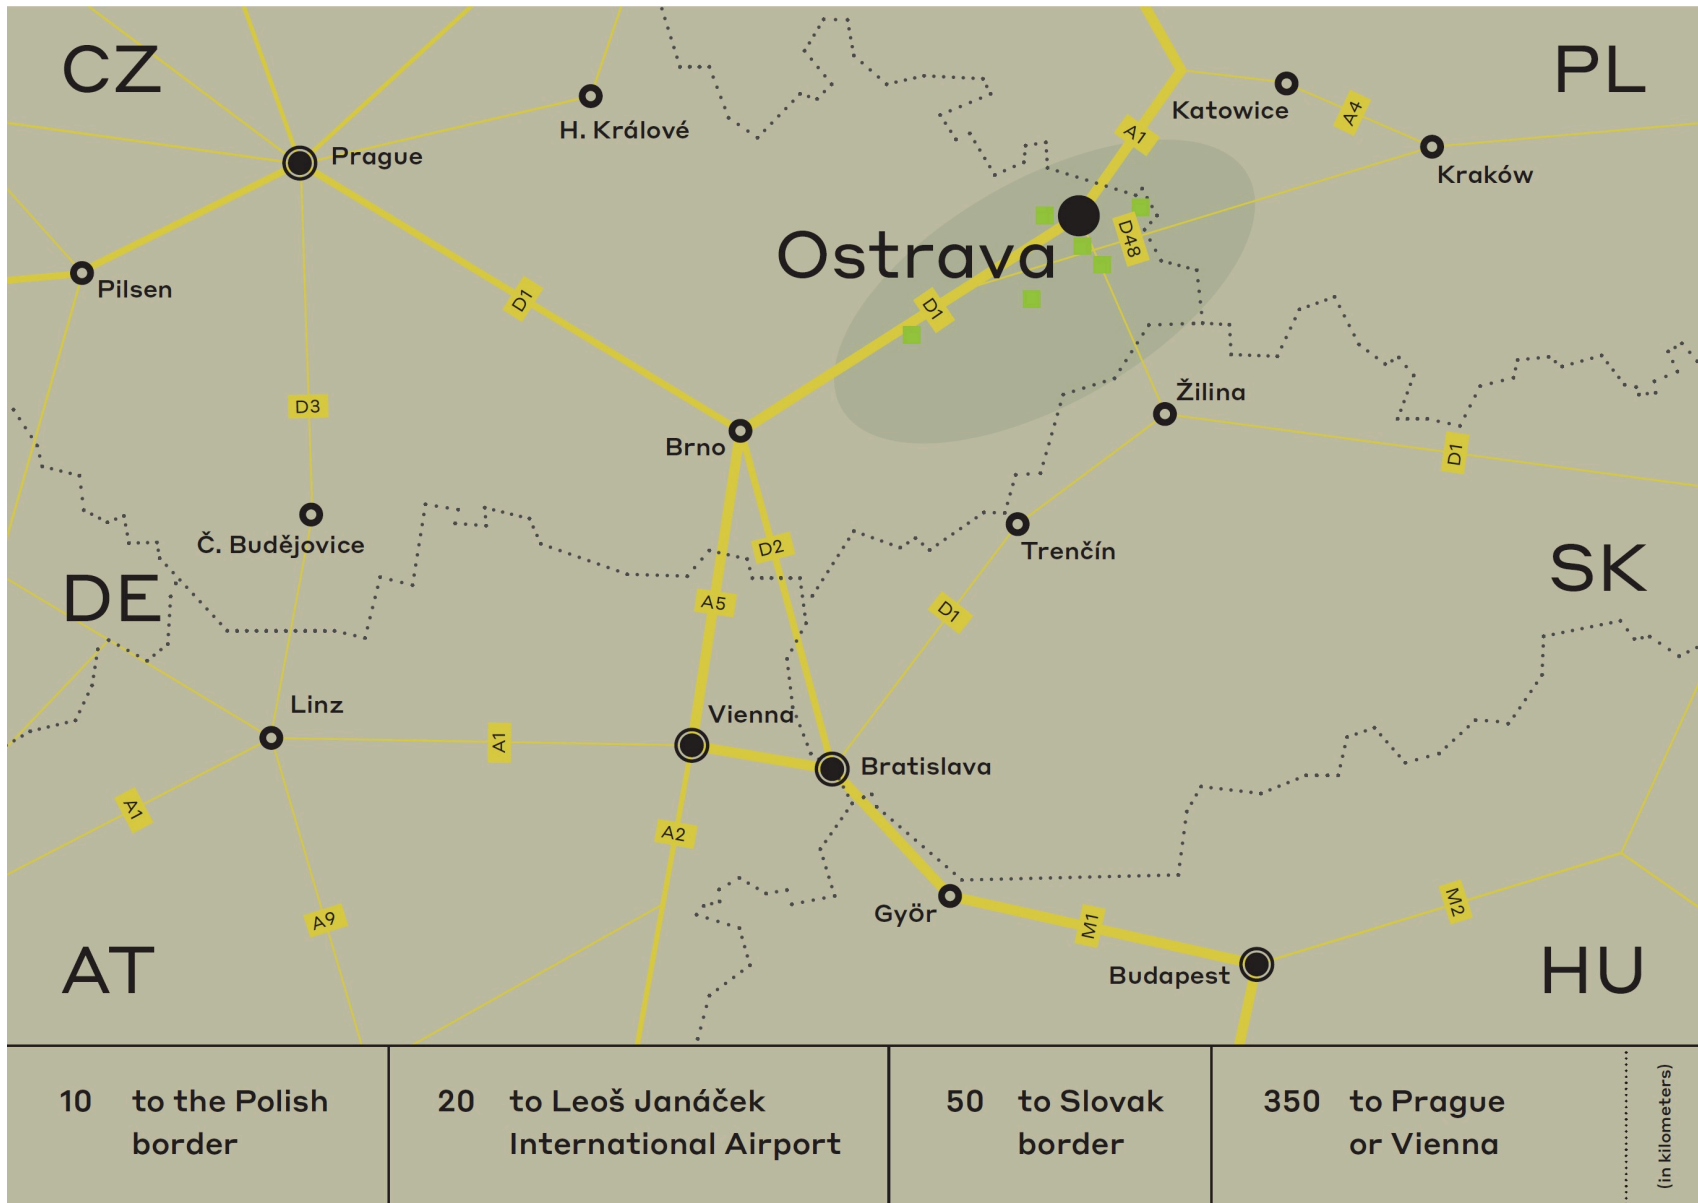 CZ
PL
Katowice
A4
H. Králové
A1
Prague
Kraków
D48
Ostrava
Pilsen
D1
D1
Žilina
D3
Brno
D1
Č. Budějovice
D2
Trenčín
DE
SK
A5
D1
Linz
Vienna
A1
Bratislava
A1
A2
M2
Györ
A9
M1
AT
Budapest
HU
10 to the Polish
border
20 to Leoš Janáček
International Airport
50 to Slovak
border
350 to Prague
or Vienna
(in kilometers)